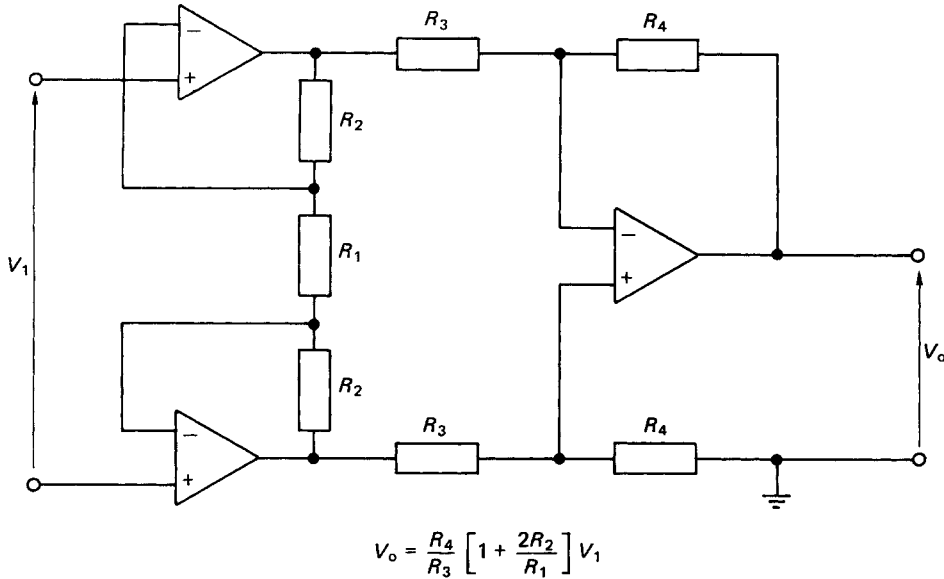 R₃
R₄
−
+
R₂
R₁
V₁
−
+
Vₒ
R₂
−
+
R₃
R₄
Vₒ = R₄/R₃ [1 + 2R₂/R₁] V₁